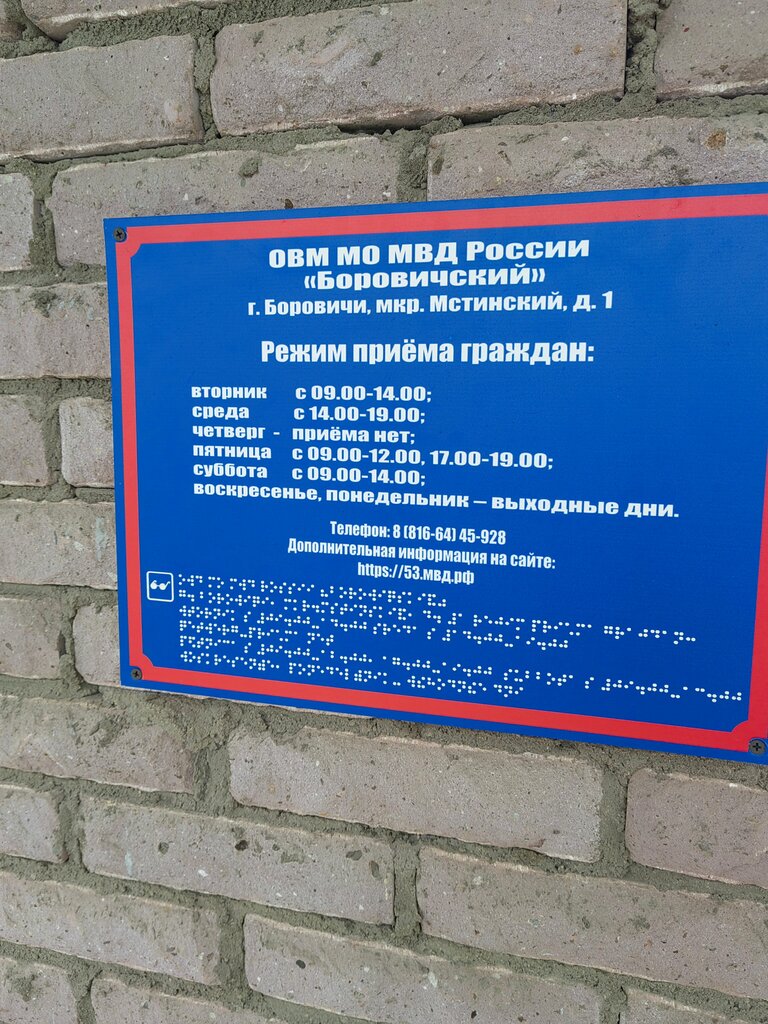 ОВМ МО МВД России
«Боровичский»
г. Боровичи, мкр. Мстинский, д. 1
Режим приёма граждан:
вторник с 09.00-14.00;
среда с 14.00-19.00;
четверг - приёма нет;
пятница с 09.00-12.00, 17.00-19.00;
суббота с 09.00-14.00;
воскресенье, понедельник – выходные дни.
Телефон: 8 (816-64) 45-928
Дополнительная информация на сайте:
https://53.мвд.рф